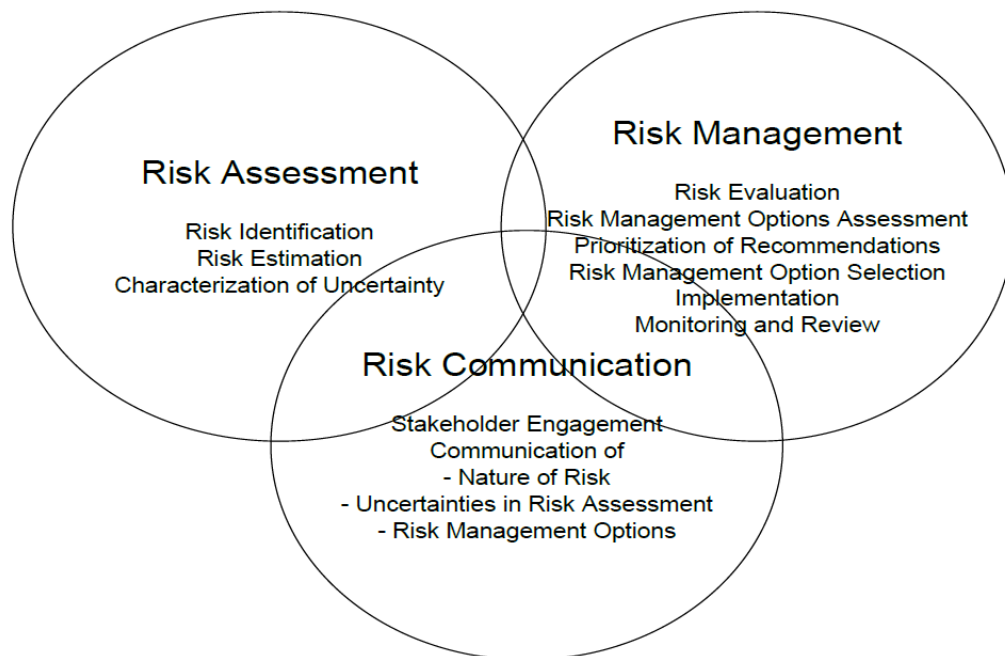 Risk Assessment
Risk Identification
Risk Estimation
Characterization of Uncertainty
Risk Management
Risk Evaluation
Risk Management Options Assessment
Prioritization of Recommendations
Risk Management Option Selection
Implementation
Monitoring and Review
Risk Communication
Stakeholder Engagement
Communication of
- Nature of Risk
- Uncertainties in Risk Assessment
- Risk Management Options